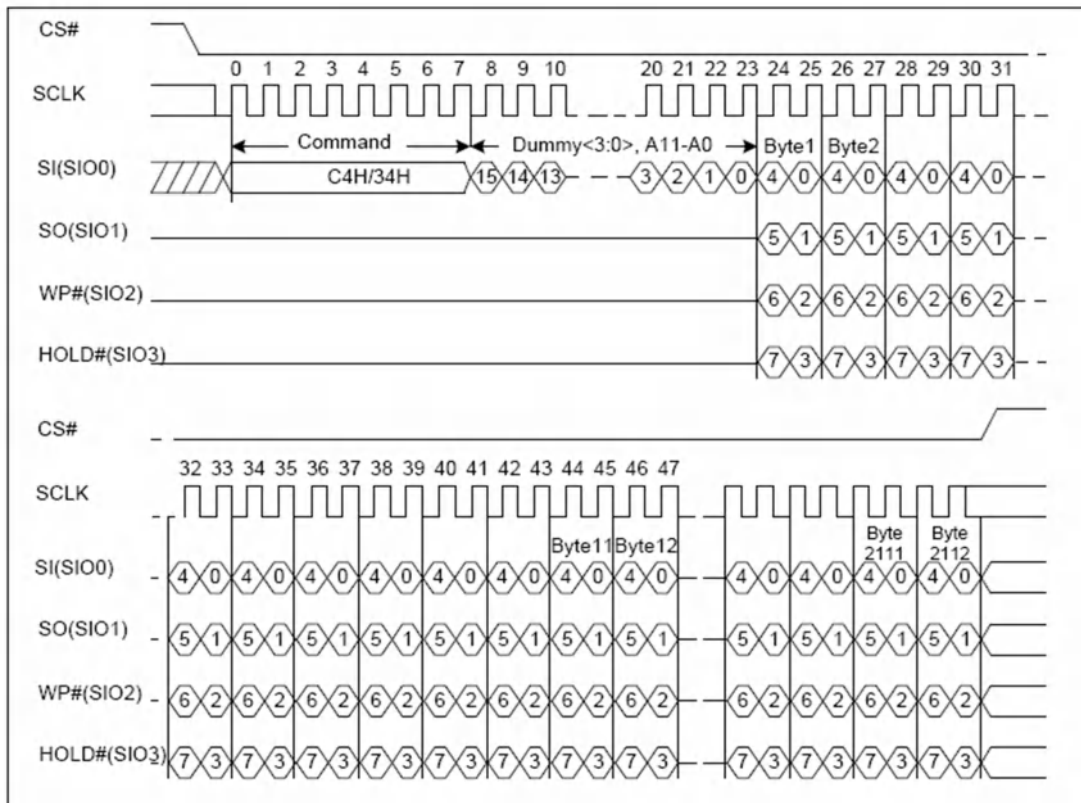 CS#
0 1 2 3 4 5 6 7 8 9 10 20 21 22 23 24 25 26 27 28 29 30 31
SCLK
Command Dummy<3:0>, A11-A0 Byte1 Byte2
SI(SIO0) C4H/34H 15 14 13 3 2 1 0 4 0 4 0 4 0 4 0
SO(SIO1) 5 1 5 1 5 1 5 1
WP#(SIO2) 6 2 6 2 6 2 6 2
HOLD#(SIO3) 7 3 7 3 7 3 7 3
CS#
32 33 34 35 36 37 38 39 40 41 42 43 44 45 46 47
SCLK
Byte11 Byte12 Byte 2111 Byte 2112
SI(SIO0) 4 0 4 0 4 0 4 0 4 0 4 0 4 0 4 0 4 0 4 0 4 0 4 0
SO(SIO1) 5 1 5 1 5 1 5 1 5 1 5 1 5 1 5 1 5 1 5 1 5 1 5 1
WP#(SIO2) 6 2 6 2 6 2 6 2 6 2 6 2 6 2 6 2 6 2 6 2 6 2 6 2
HOLD#(SIO3) 7 3 7 3 7 3 7 3 7 3 7 3 7 3 7 3 7 3 7 3 7 3 7 3